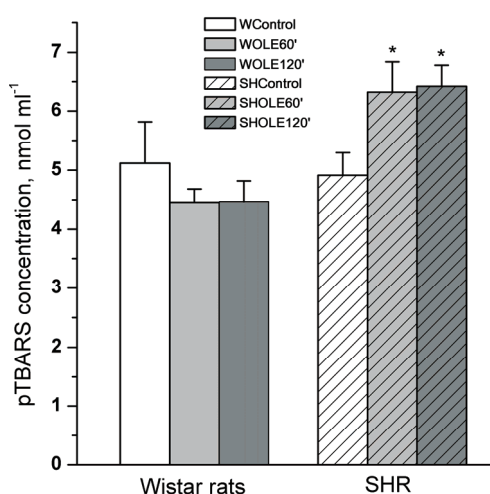 WControl
WOLE60'
WOLE120'
SHControl
SHOLE60'
SHOLE120'
pTBARS concentration, nmol ml⁻¹
7
6
5
4
3
2
1
0
*
*
Wistar rats
SHR